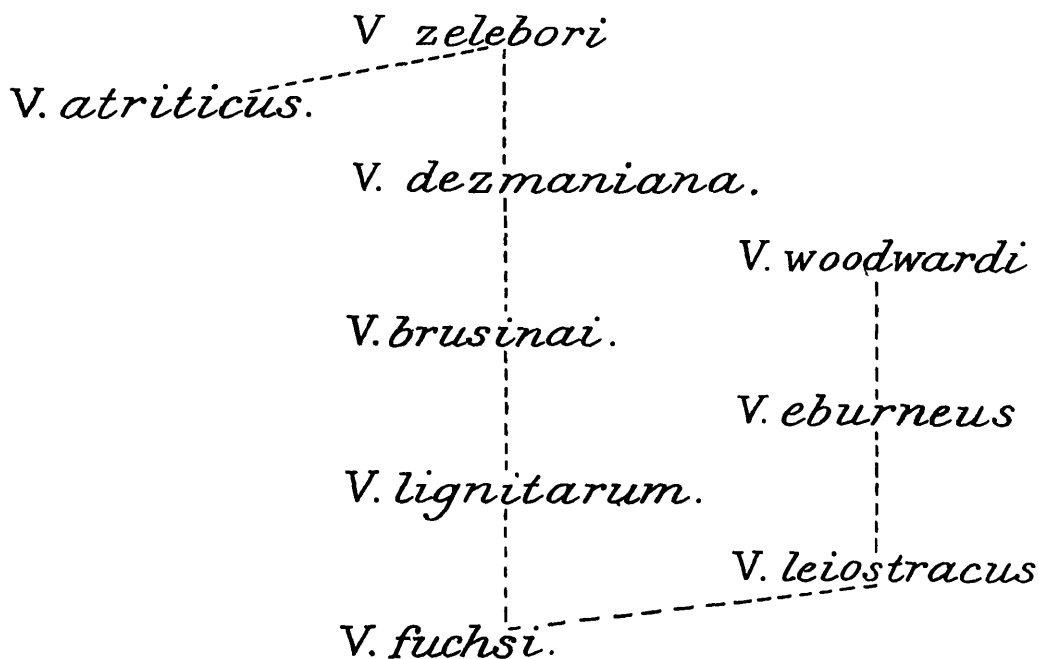 V zelebori
V. atriticus.
V. dezmaniana.
V. woodwardi
V. brusinai.
V. eburneus
V. lignitarum.
V. leiostracus
V. fuchsi.